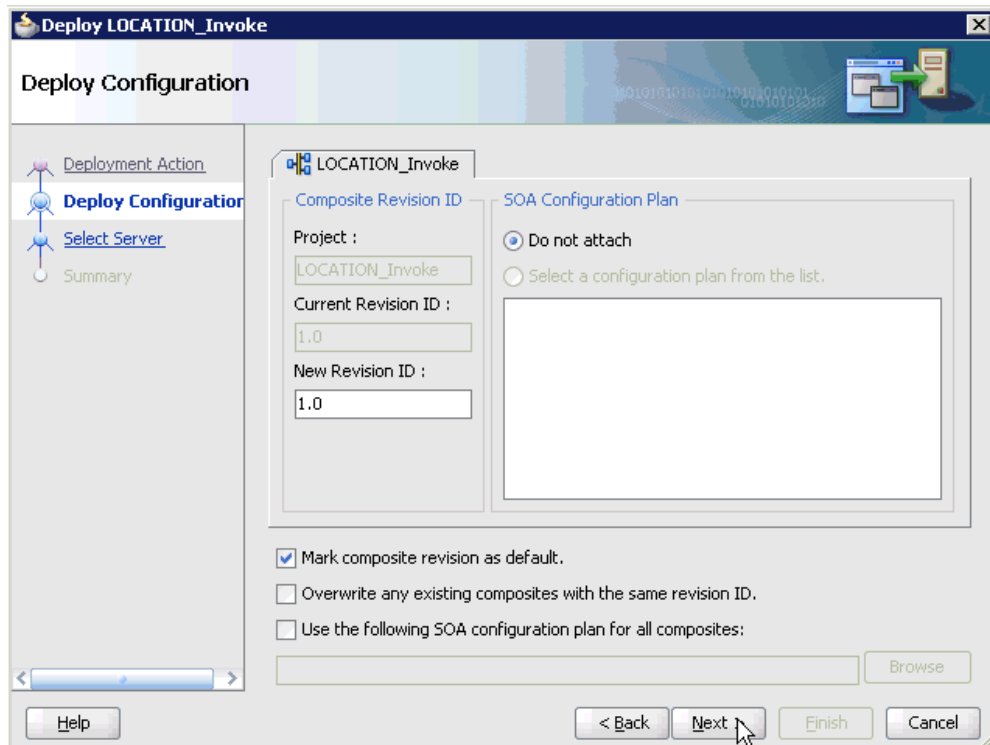 Deploy LOCATION_Invoke
Deploy Configuration
Deployment Action
Deploy Configuration
Select Server
Summary
LOCATION_Invoke
Composite Revision ID
Project :
LOCATION_Invoke
Current Revision ID :
1.0
New Revision ID :
1.0
SOA Configuration Plan
Do not attach
Select a configuration plan from the list.
Mark composite revision as default.
Overwrite any existing composites with the same revision ID.
Use the following SOA configuration plan for all composites:
Browse
Help
< Back
Next >
Finish
Cancel